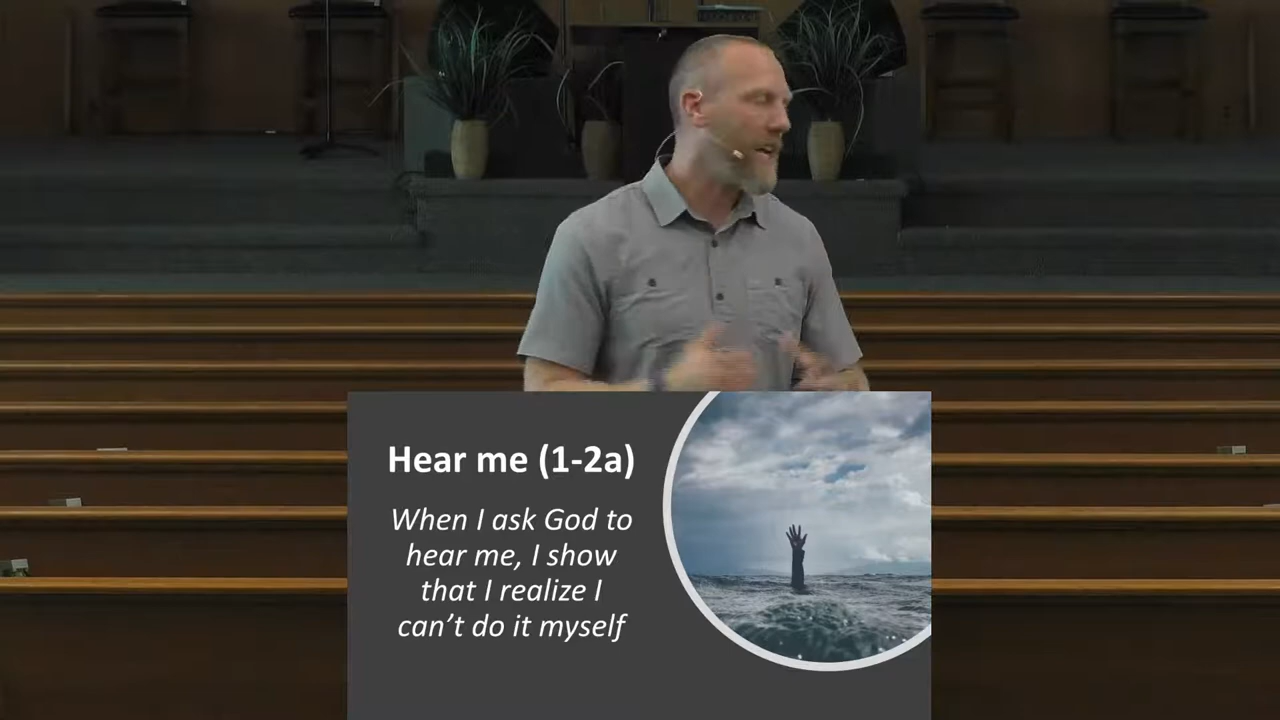 Hear me (1-2a)
When I ask God to
hear me, I show
that I realize I
can't do it myself